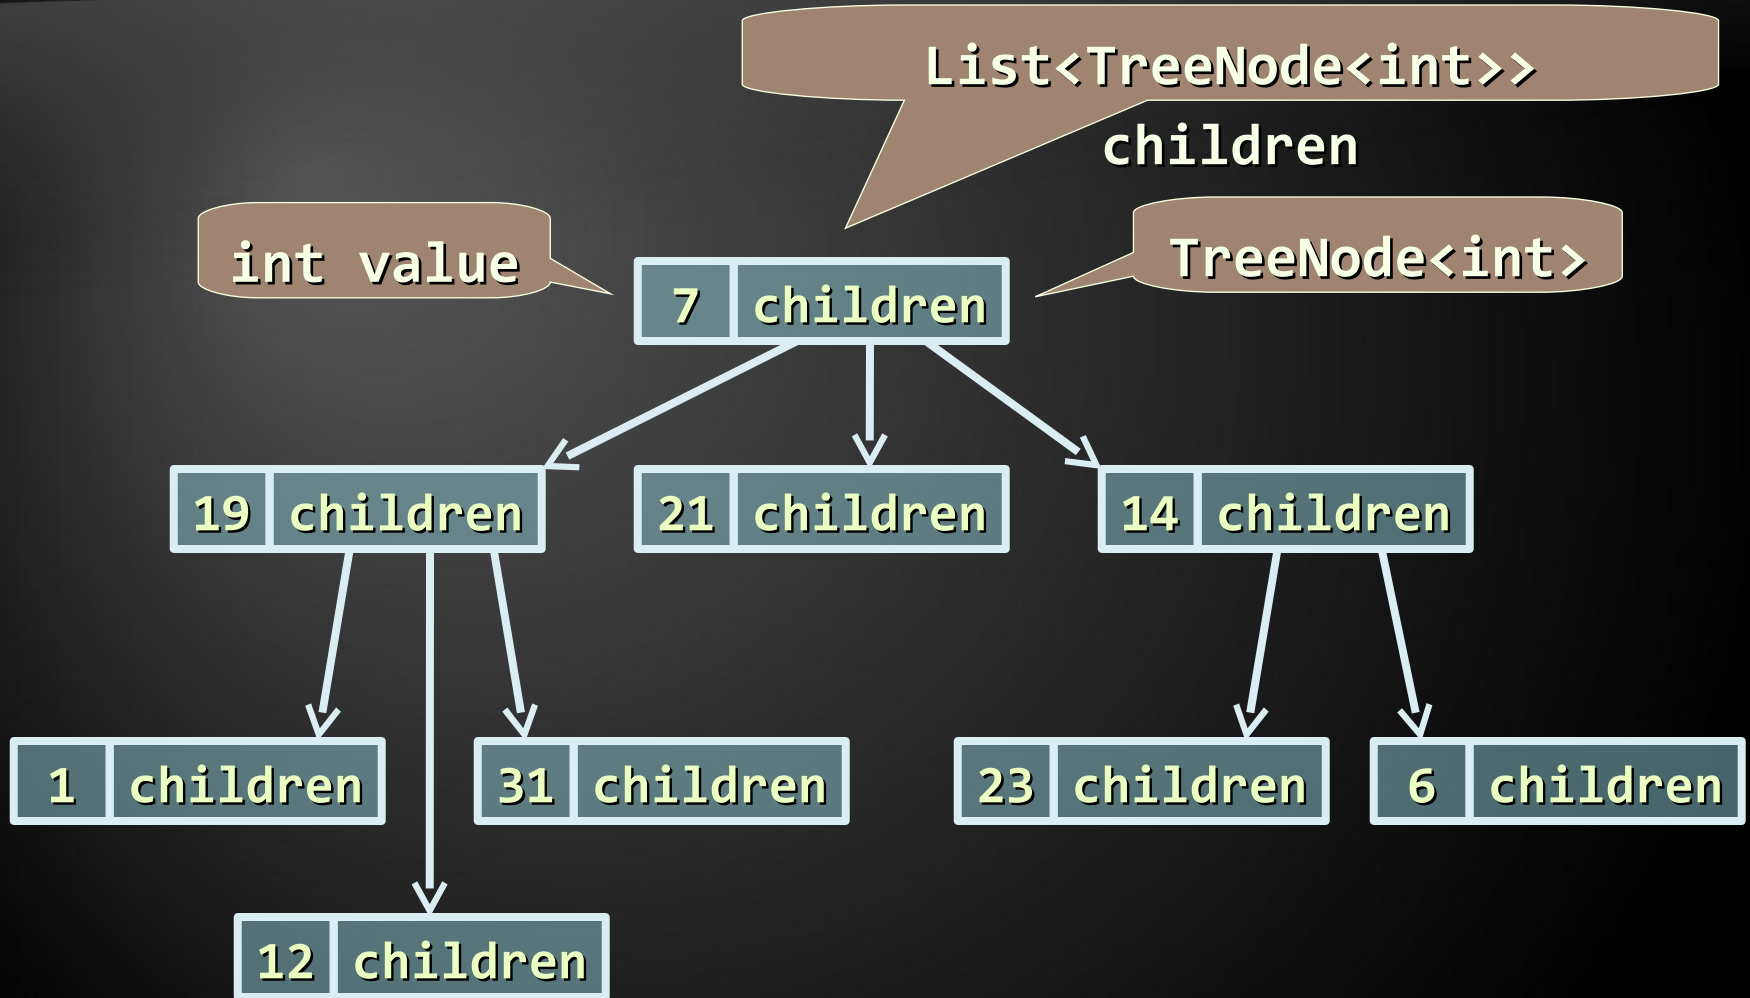 List<TreeNode<int>>
children
int value
TreeNode<int>
7 children
19 children
21 children
14 children
1 children
31 children
23 children
6 children
12 children